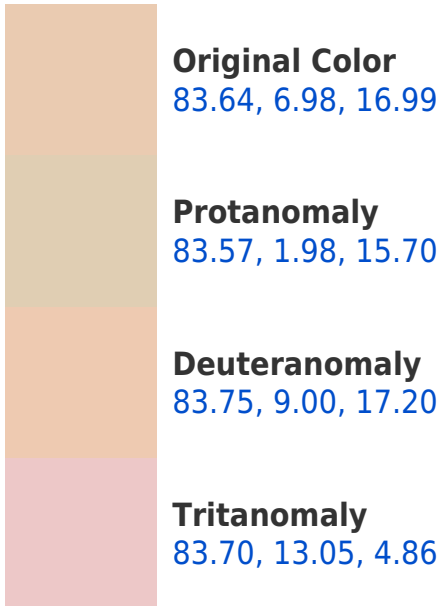 Original Color
83.64, 6.98, 16.99
Protanomaly
83.57, 1.98, 15.70
Deuteranomaly
83.75, 9.00, 17.20
Tritanomaly
83.70, 13.05, 4.86